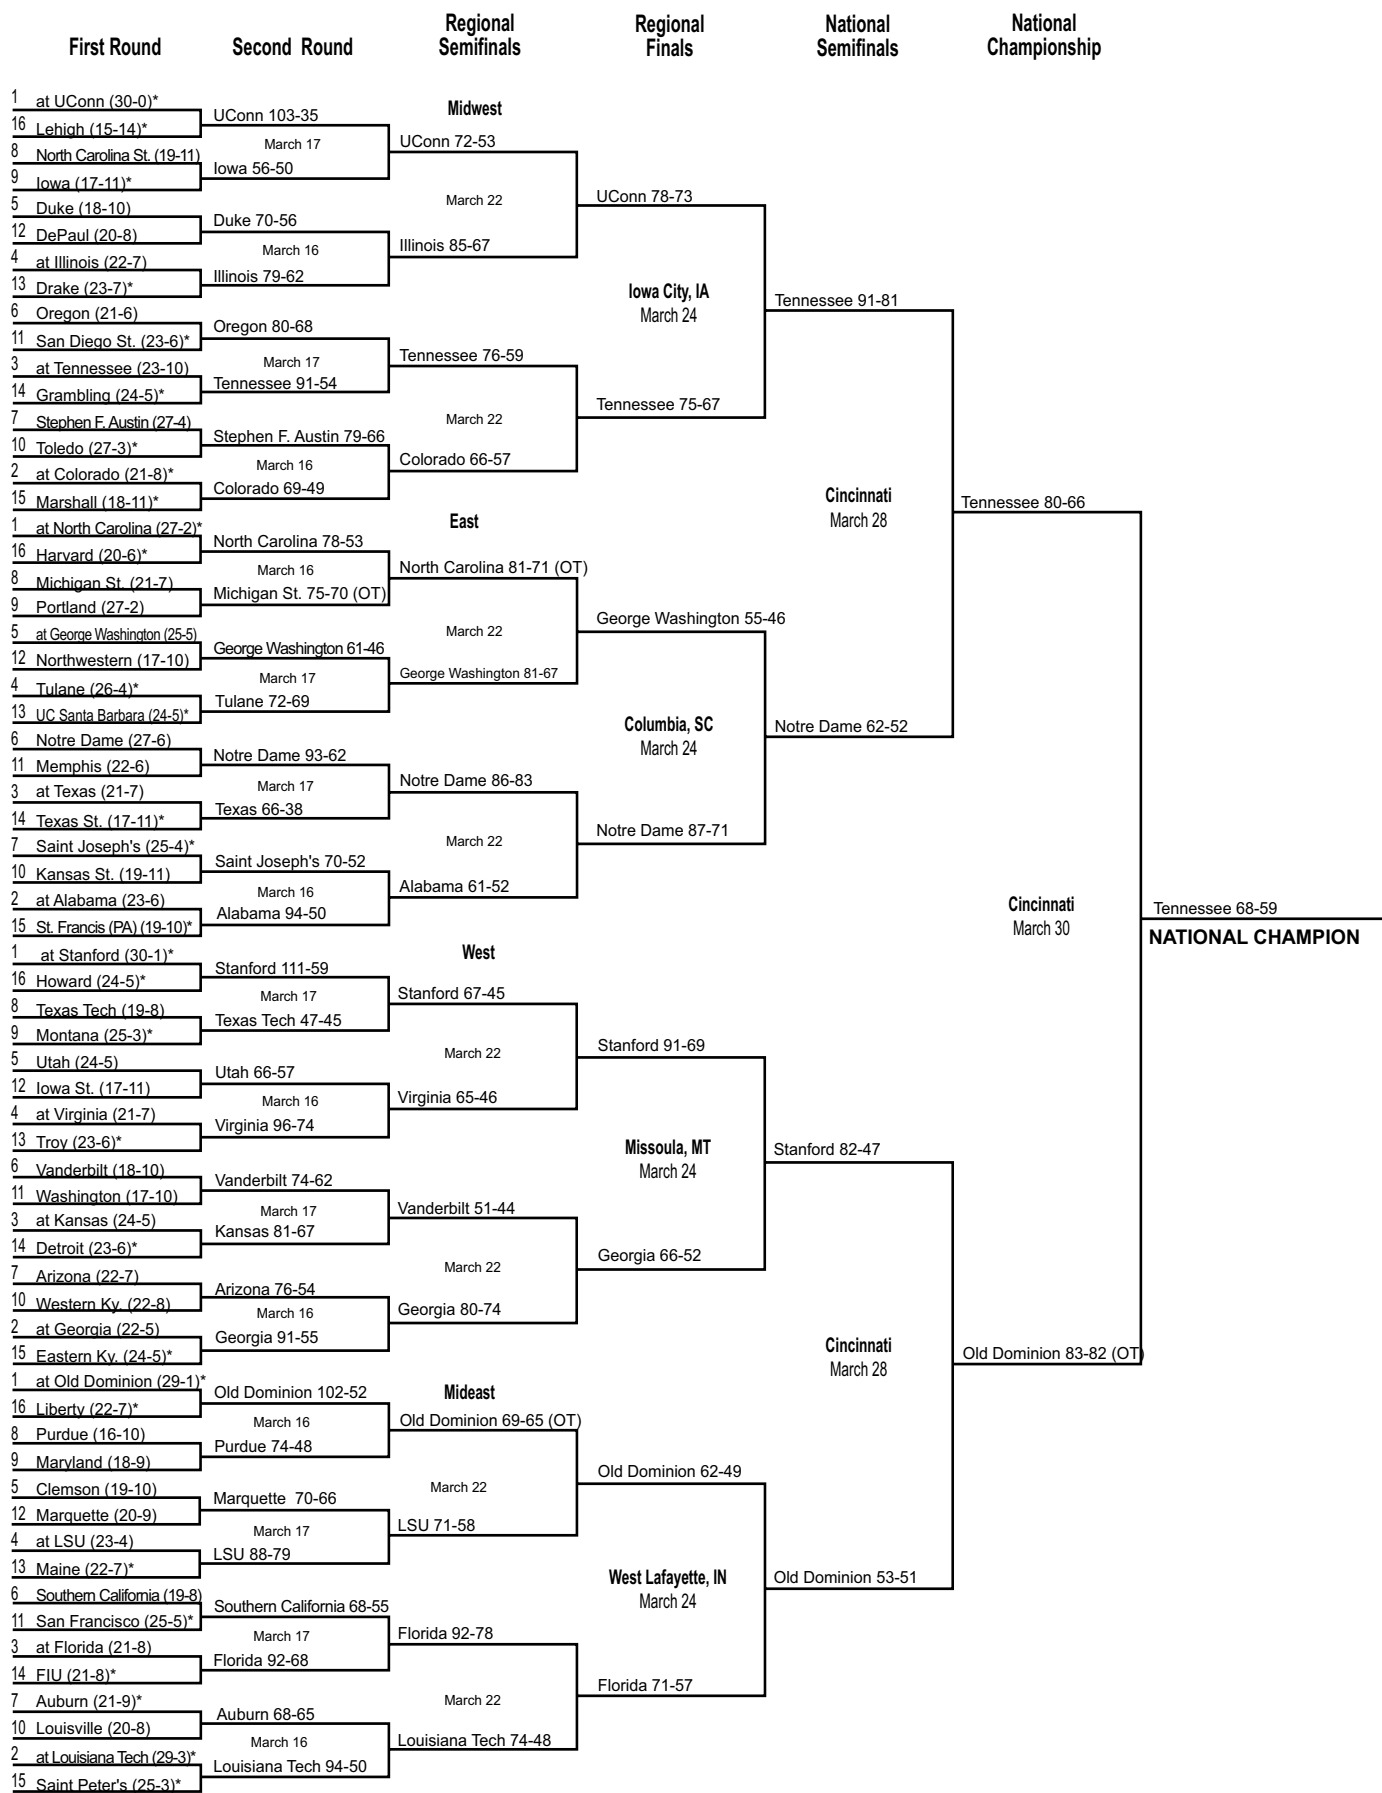 First Round
Second Round
Regional
Semifinals
Regional
Finals
National
Semifinals
National
Championship
1 at UConn (30-0)*
16 Lehigh (15-14)*
8 North Carolina St. (19-11)
9 Iowa (17-11)*
5 Duke (18-10)
12 DePaul (20-8)
4 at Illinois (22-7)
13 Drake (23-7)*
6 Oregon (21-6)
11 San Diego St. (23-6)*
3 at Tennessee (23-10)
14 Grambling (24-5)*
7 Stephen F. Austin (27-4)
10 Toledo (27-3)*
2 at Colorado (21-8)*
15 Marshall (18-11)*
1 at North Carolina (27-2)*
16 Harvard (20-6)*
8 Michigan St. (21-7)
9 Portland (27-2)
5 at George Washington (25-5)
12 Northwestern (17-10)
4 Tulane (26-4)*
13 UC Santa Barbara (24-5)*
6 Notre Dame (27-6)
11 Memphis (22-6)
3 at Texas (21-7)
14 Texas St. (17-11)*
7 Saint Joseph's (25-4)*
10 Kansas St. (19-11)
2 at Alabama (23-6)
15 St. Francis (PA) (19-10)*
1 at Stanford (30-1)*
16 Howard (24-5)*
8 Texas Tech (19-8)
9 Montana (25-3)*
5 Utah (24-5)
12 Iowa St. (17-11)
4 at Virginia (21-7)
13 Troy (23-6)*
6 Vanderbilt (18-10)
11 Washington (17-10)
3 at Kansas (24-5)
14 Detroit (23-6)*
7 Arizona (22-7)
10 Western Ky. (22-8)
2 at Georgia (22-5)
15 Eastern Ky. (24-5)*
1 at Old Dominion (29-1)*
16 Liberty (22-7)*
8 Purdue (16-10)
9 Maryland (18-9)
5 Clemson (19-10)
12 Marquette (20-9)
4 at LSU (23-4)
13 Maine (22-7)*
6 Southern California (19-8)
11 San Francisco (25-5)*
3 at Florida (21-8)
14 FIU (21-8)*
7 Auburn (21-9)*
10 Louisville (20-8)
2 at Louisiana Tech (29-3)*
15 Saint Peter's (25-3)*
UConn 103-35
March 17
Iowa 56-50
Duke 70-56
March 16
Illinois 79-62
Oregon 80-68
March 17
Tennessee 91-54
Stephen F. Austin 79-66
March 16
Colorado 69-49
North Carolina 78-53
March 16
Michigan St. 75-70 (OT)
George Washington 61-46
March 17
Tulane 72-69
Notre Dame 93-62
March 17
Texas 66-38
Saint Joseph's 70-52
March 16
Alabama 94-50
Stanford 111-59
March 17
Texas Tech 47-45
Utah 66-57
March 16
Virginia 96-74
Vanderbilt 74-62
March 17
Kansas 81-67
Arizona 76-54
March 16
Georgia 91-55
Old Dominion 102-52
March 16
Purdue 74-48
Marquette 70-66
March 17
LSU 88-79
Southern California 68-55
March 17
Florida 92-68
Auburn 68-65
March 16
Louisiana Tech 94-50
Midwest
UConn 72-53
March 22
Illinois 85-67
Tennessee 76-59
March 22
Colorado 66-57
East
North Carolina 81-71 (OT)
March 22
George Washington 81-67
Notre Dame 86-83
March 22
Alabama 61-52
West
Stanford 67-45
March 22
Virginia 65-46
Vanderbilt 51-44
March 22
Georgia 80-74
Mideast
Old Dominion 69-65 (OT)
March 22
LSU 71-58
Florida 92-78
March 22
Louisiana Tech 74-48
UConn 78-73
Iowa City, IA
March 24
Tennessee 75-67
George Washington 55-46
Columbia, SC
March 24
Notre Dame 87-71
Stanford 91-69
Missoula, MT
March 24
Georgia 66-52
Old Dominion 62-49
West Lafayette, IN
March 24
Florida 71-57
Tennessee 91-81
Cincinnati
March 28
Notre Dame 62-52
Stanford 82-47
Cincinnati
March 28
Old Dominion 53-51
Tennessee 80-66
Cincinnati
March 30
Old Dominion 83-82 (OT)
Tennessee 68-59
NATIONAL CHAMPION